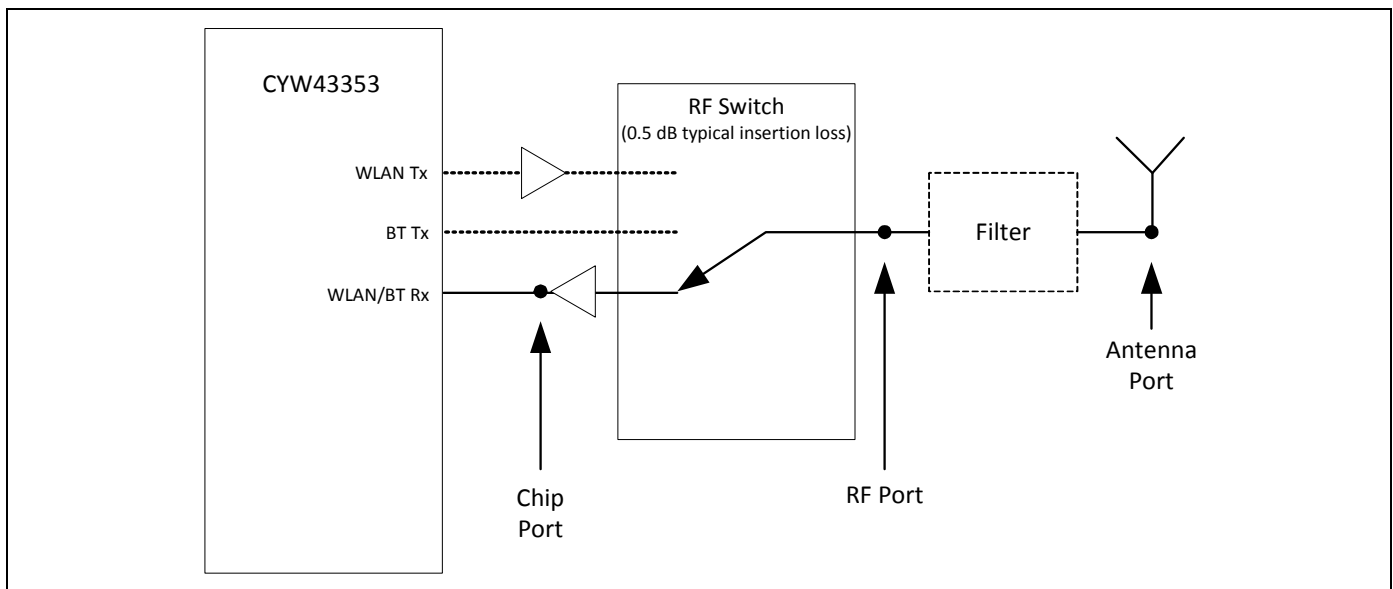 CYW43353
WLAN Tx
BT Tx
WLAN/BT Rx
RF Switch
(0.5 dB typical insertion loss)
Filter
Chip
Port
RF Port
Antenna
Port